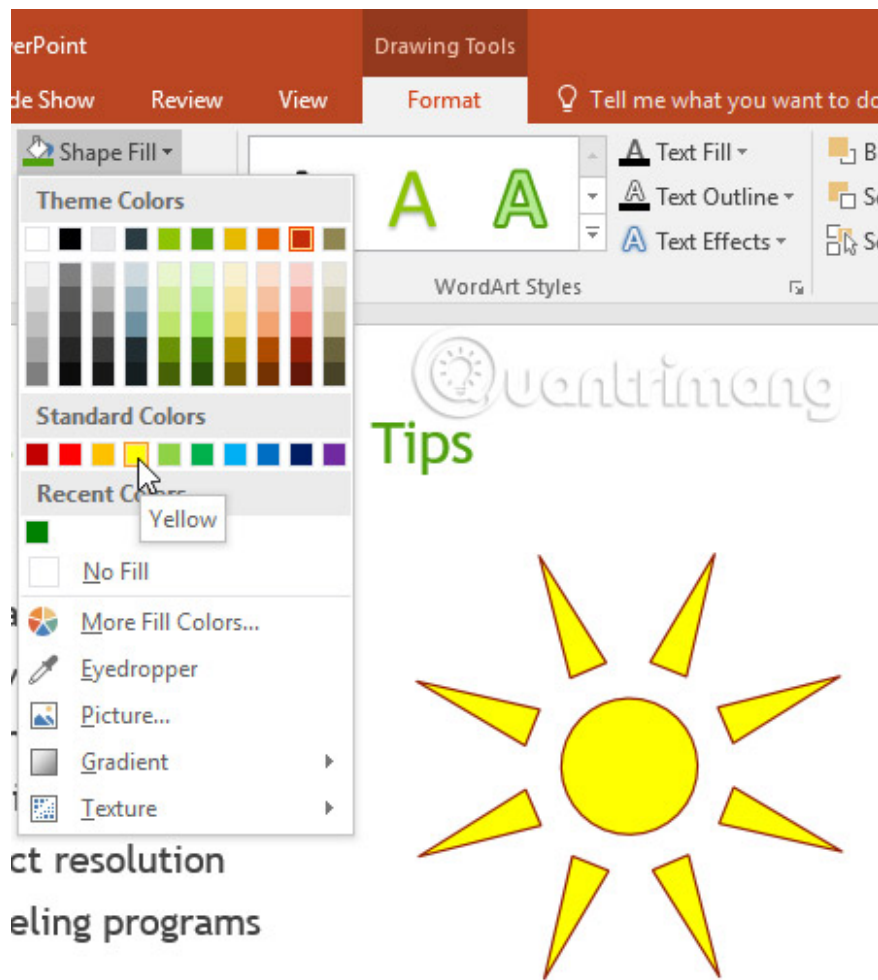 erPoint
Drawing Tools
de Show Review View Format Tell me what you want to do
Shape Fill
Text Fill
Text Outline
Text Effects
WordArt Styles
Theme Colors
Standard Colors
Recent Colors
Yellow
No Fill
More Fill Colors...
Eyedropper
Picture...
Gradient
Texture
Quantrimang
Tips
ct resolution
eling programs